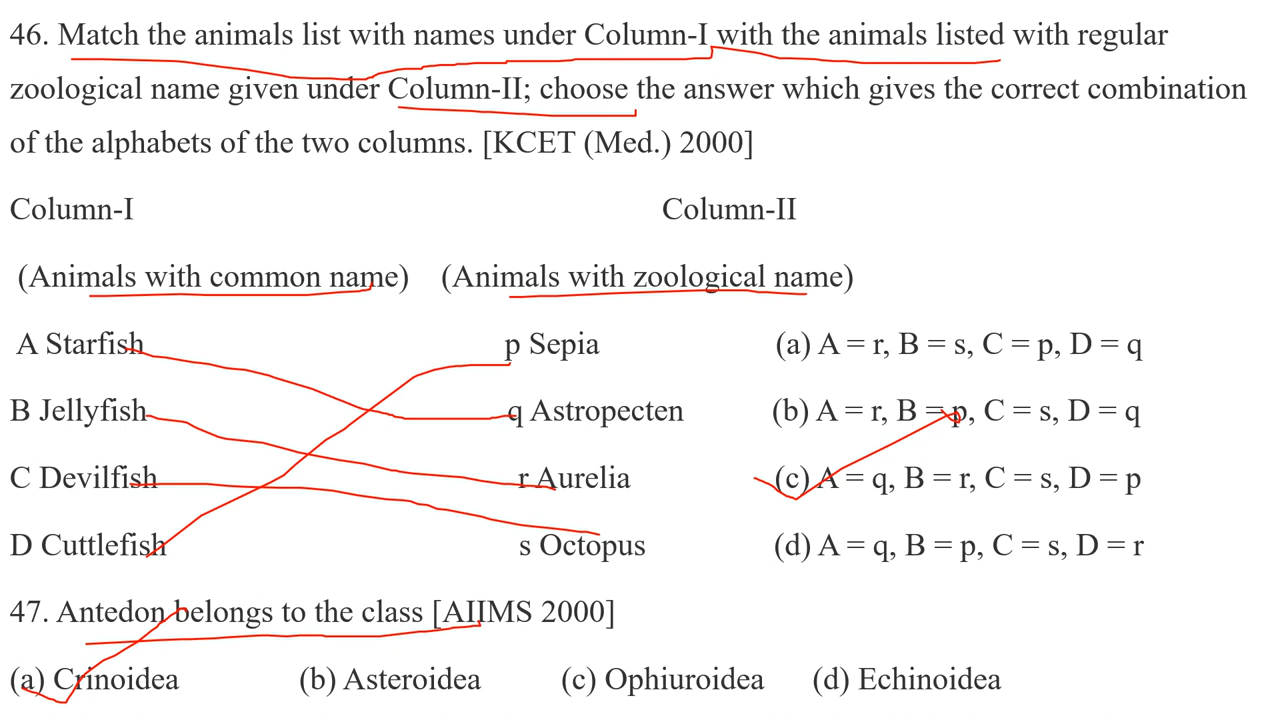 46. Match the animals list with names under Column-I with the animals listed with regular
zoological name given under Column-II; choose the answer which gives the correct combination
of the alphabets of the two columns. [KCET (Med.) 2000]
Column-I Column-II
(Animals with common name) (Animals with zoological name)
A Starfish p Sepia (a) A = r, B = s, C = p, D = q
B Jellyfish q Astropecten (b) A = r, B = p, C = s, D = q
C Devilfish r Aurelia (c) A = q, B = r, C = s, D = p
D Cuttlefish s Octopus (d) A = q, B = p, C = s, D = r
47. Antedon belongs to the class [AIIMS 2000]
(a) Crinoidea (b) Asteroidea (c) Ophiuroidea (d) Echinoidea